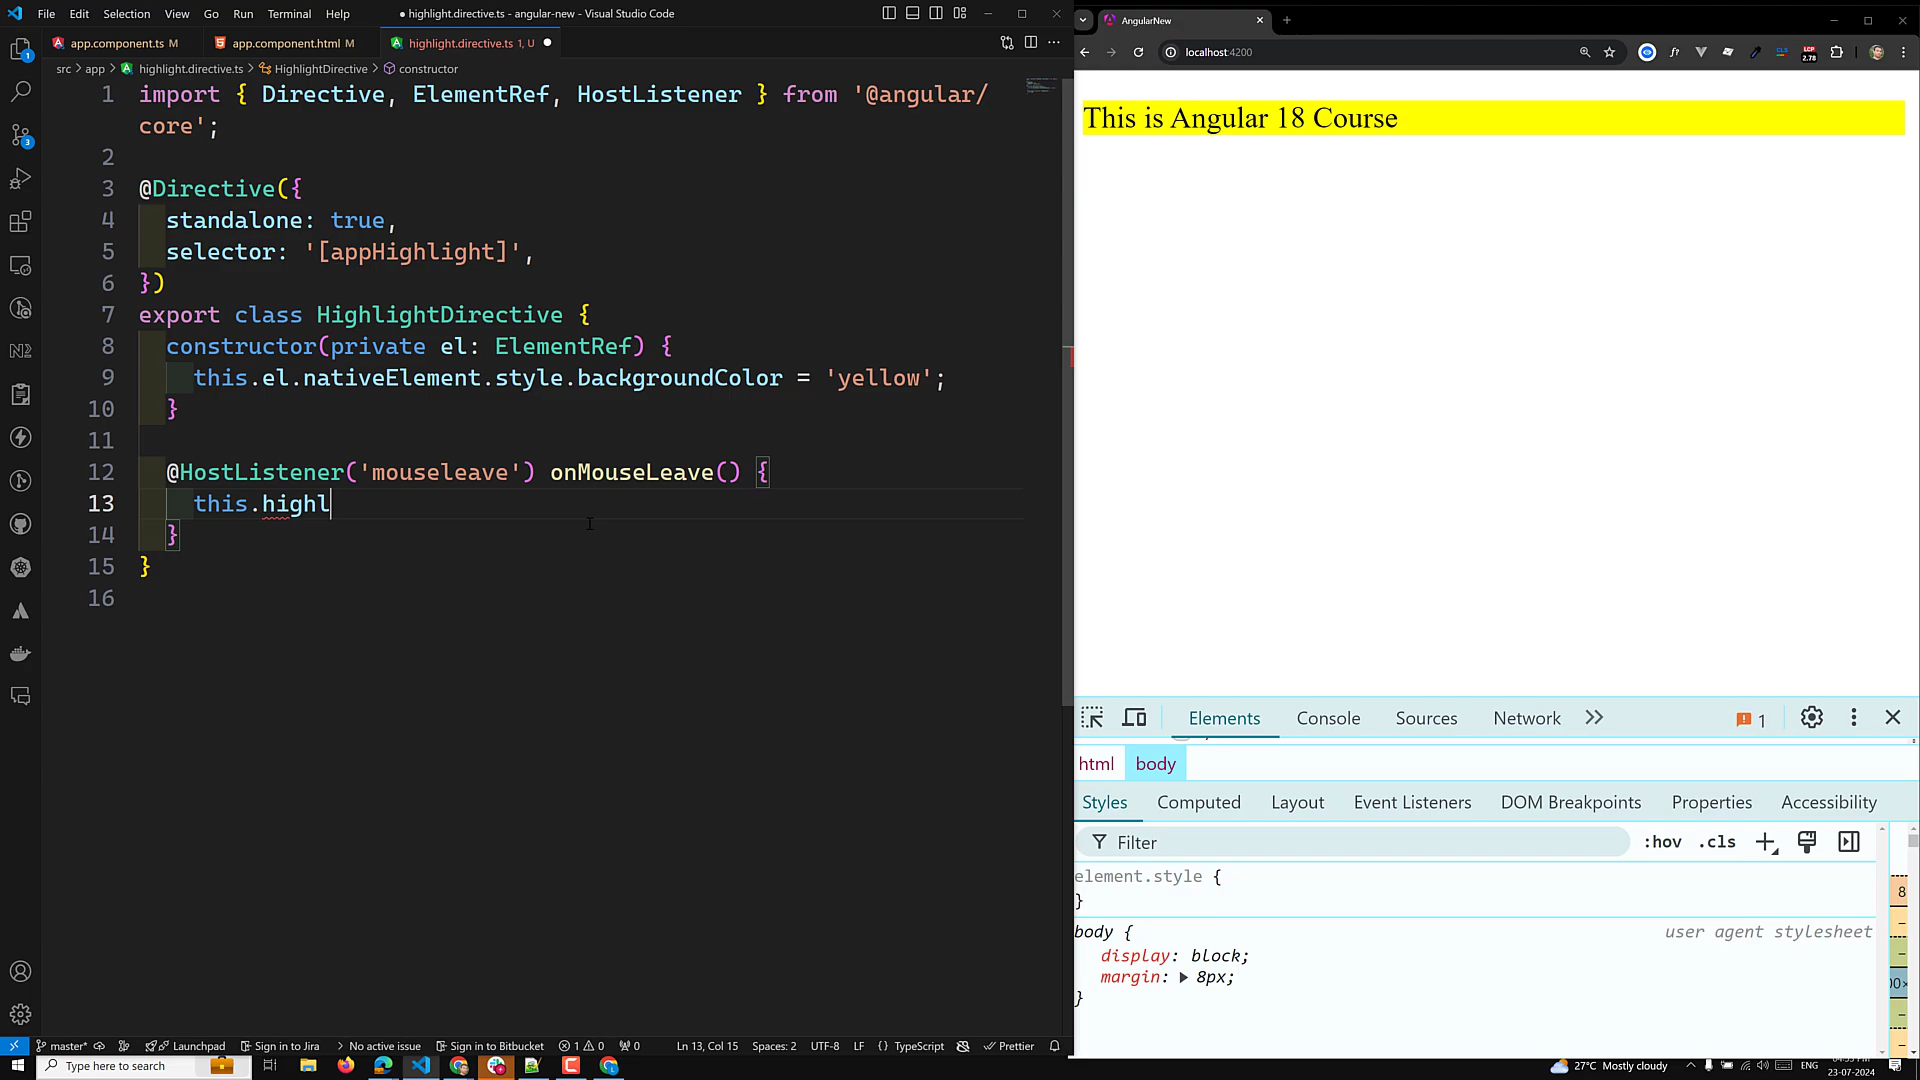 File Edit Selection View Go Run Terminal Help
● highlight.directive.ts - angular-new - Visual Studio Code
app.component.ts M
app.component.html M
highlight.directive.ts 1, U
src > app > highlight.directive.ts > HighlightDirective > constructor
1 import { Directive, ElementRef, HostListener } from '@angular/
core';
2
3 @Directive({
4 standalone: true,
5 selector: '[appHighlight]',
6 })
7 export class HighlightDirective {
8 constructor(private el: ElementRef) {
9 this.el.nativeElement.style.backgroundColor = 'yellow';
10 }
11
12 @HostListener('mouseleave') onMouseLeave() {
13 this.highl
14 }
15 }
16
master* Launchpad Sign in to Jira > No active issue Sign in to Bitbucket 1 0 0 Ln 13, Col 15 Spaces: 2 UTF-8 LF {} TypeScript Prettier
AngularNew
localhost:4200
This is Angular 18 Course
Elements Console Sources Network 1
html body
Styles Computed Layout Event Listeners DOM Breakpoints Properties Accessibility
Filter :hov .cls
element.style {
}
body {
user agent stylesheet
display: block;
margin: 8px;
}
8
Type here to search
27°C Mostly cloudy ENG
23-07-2024